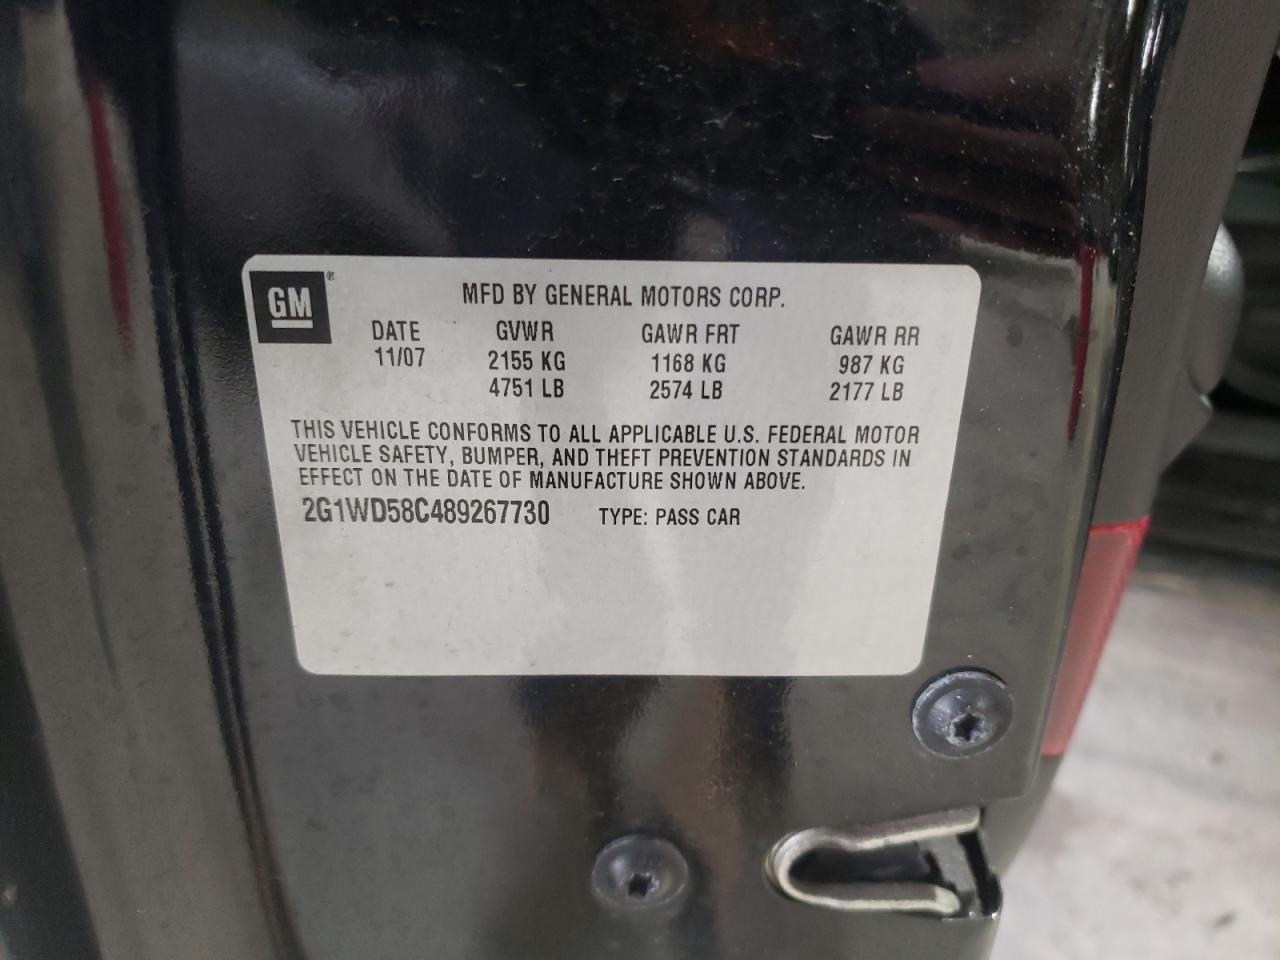 GM®
MFD BY GENERAL MOTORS CORP.
DATE GVWR GAWR FRT GAWR RR
11/07 2155 KG 1168 KG 987 KG
4751 LB 2574 LB 2177 LB
THIS VEHICLE CONFORMS TO ALL APPLICABLE U.S. FEDERAL MOTOR
VEHICLE SAFETY, BUMPER, AND THEFT PREVENTION STANDARDS IN
EFFECT ON THE DATE OF MANUFACTURE SHOWN ABOVE.
2G1WD58C489267730 TYPE: PASS CAR